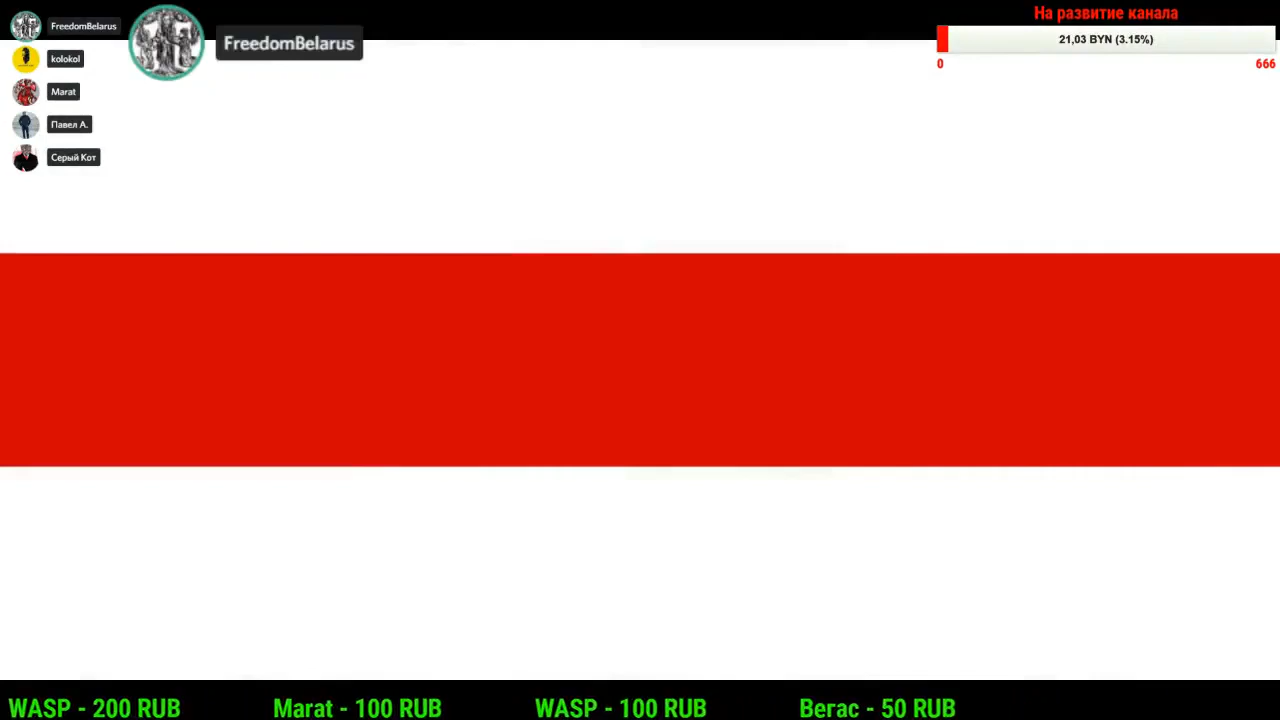 FreedomBelarus
kolokol
Marat
Павел А.
Серый Кот
FreedomBelarus
На развитие канала
21,03 BYN (3.15%)
0 666
WASP - 200 RUB Marat - 100 RUB WASP - 100 RUB Вегас - 50 RUB